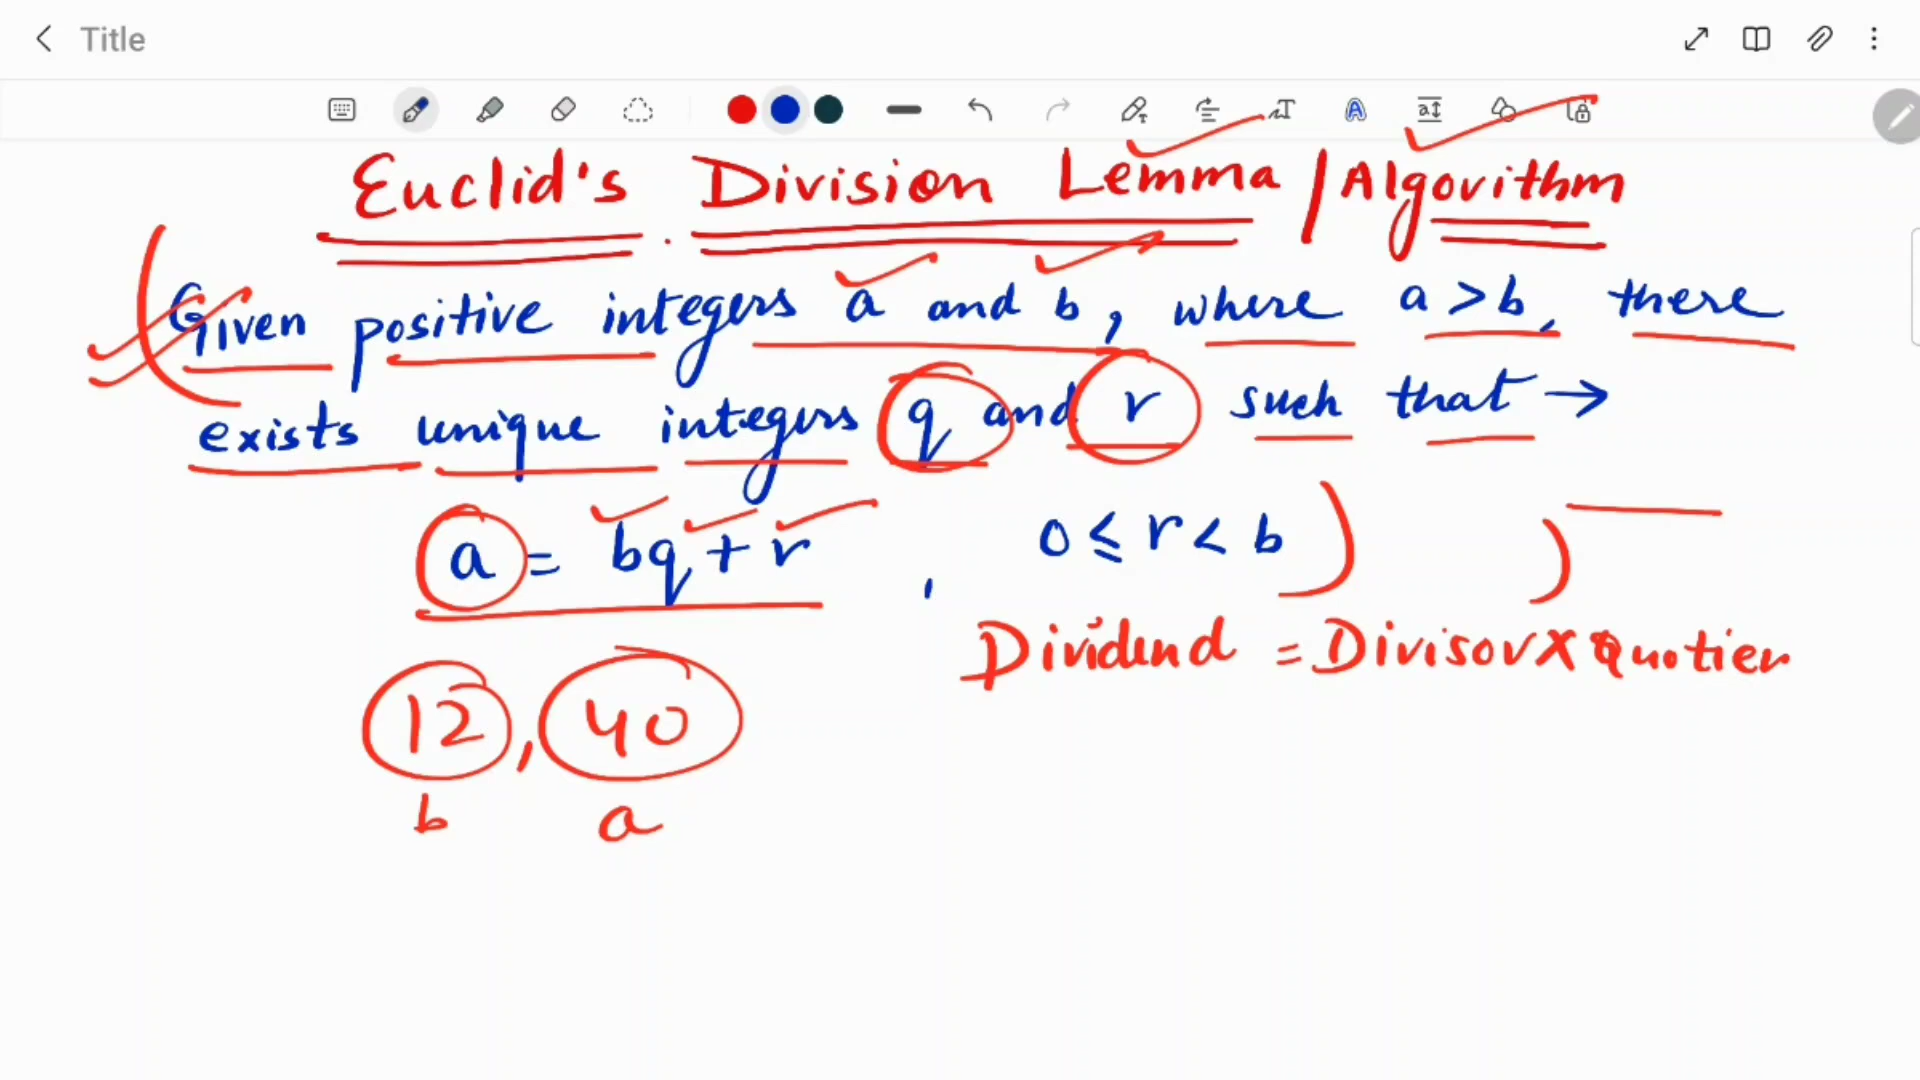 Title
Euclid's Division Lemma / Algorithm
Given positive integers a and b, where a > b, there
exists unique integers q and r such that →
a = bq + r , 0 ≤ r < b
Dividend = Divisor x Quotien
12, 40
b a